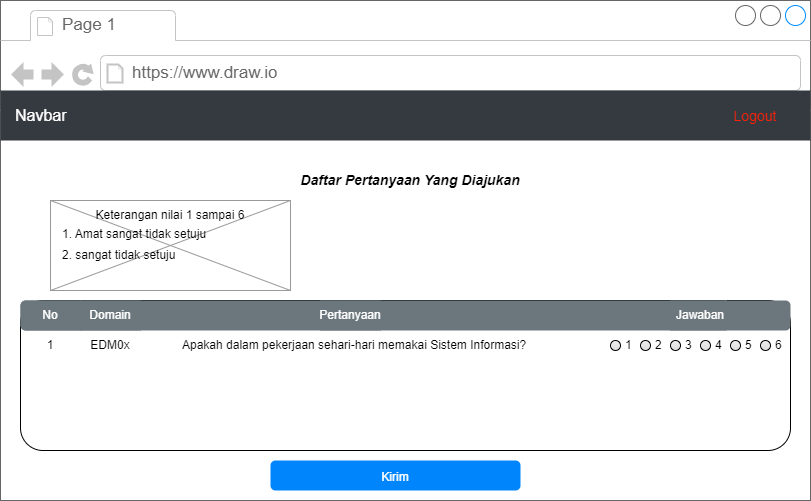 Page 1
https://www.draw.io
Navbar Logout
Daftar Pertanyaan Yang Diajukan
Keterangan nilai 1 sampai 6
1. Amat sangat tidak setuju
2. sangat tidak setuju
No Domain Pertanyaan Jawaban
1 EDM0x Apakah dalam pekerjaan sehari-hari memakai Sistem Informasi? 1 2 3 4 5 6
Kirim